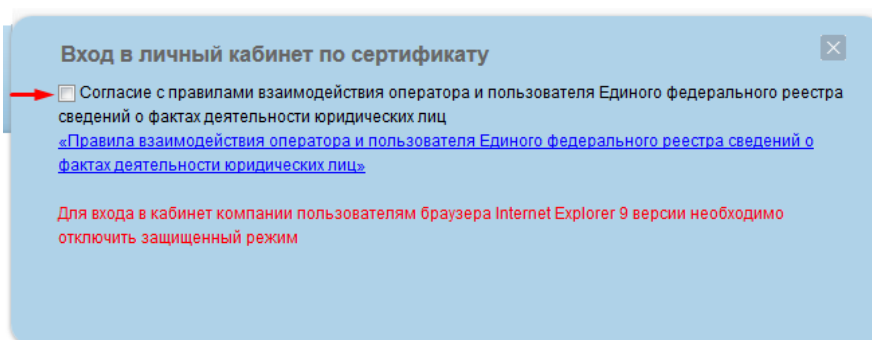 Вход в личный кабинет по сертификату
Согласие с правилами взаимодействия оператора и пользователя Единого федерального реестра
сведений о фактах деятельности юридических лиц
«Правила взаимодействия оператора и пользователя Единого федерального реестра сведений о
фактах деятельности юридических лиц»
Для входа в кабинет компании пользователям браузера Internet Explorer 9 версии необходимо
отключить защищенный режим